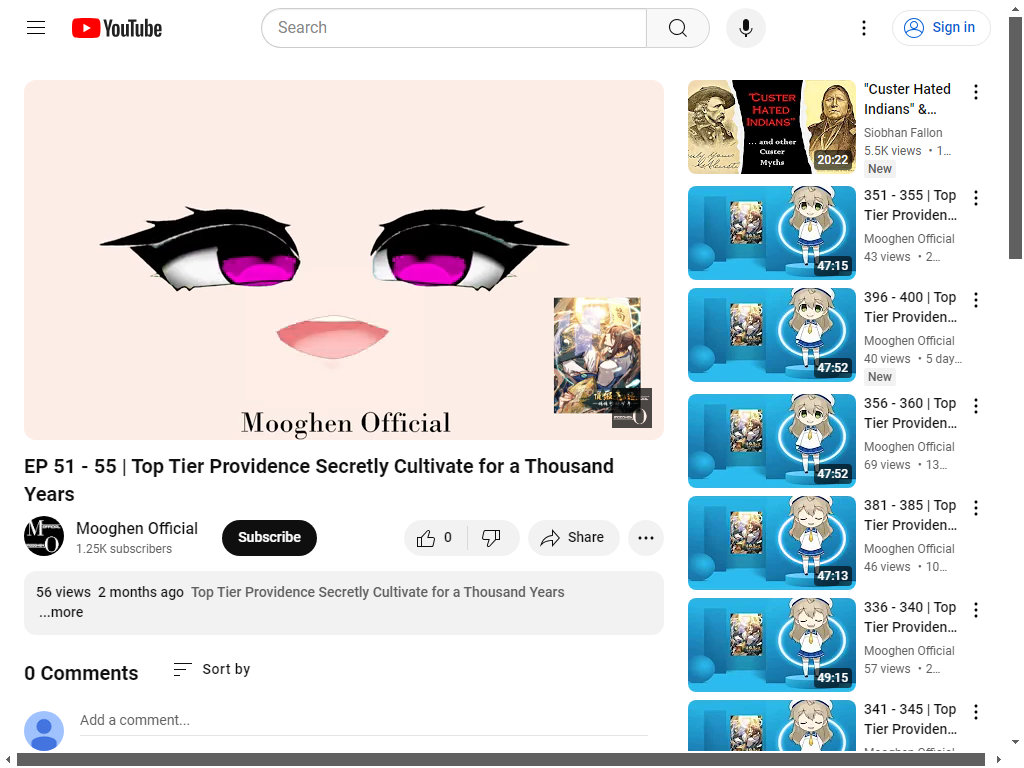 YouTube
Search
Sign in
Mooghen Official
EP 51 - 55 | Top Tier Providence Secretly Cultivate for a Thousand
Years
Mooghen Official
1.25K subscribers
Subscribe
0
Share
56 views 2 months ago Top Tier Providence Secretly Cultivate for a Thousand Years
...more
0 Comments
Sort by
Add a comment...
"CUSTER
HATED
INDIANS"
... and other
Custer
Myths
20:22
"Custer Hated
Indians" &...
Siobhan Fallon
5.5K views • 1...
New
47:15
351 - 355 | Top
Tier Providen...
Mooghen Official
43 views • 2...
47:52
396 - 400 | Top
Tier Providen...
Mooghen Official
40 views • 5 day...
New
47:52
356 - 360 | Top
Tier Providen...
Mooghen Official
69 views • 13...
47:13
381 - 385 | Top
Tier Providen...
Mooghen Official
46 views • 10...
49:15
336 - 340 | Top
Tier Providen...
Mooghen Official
57 views • 2...
341 - 345 | Top
Tier Providen...
Mooghen Official